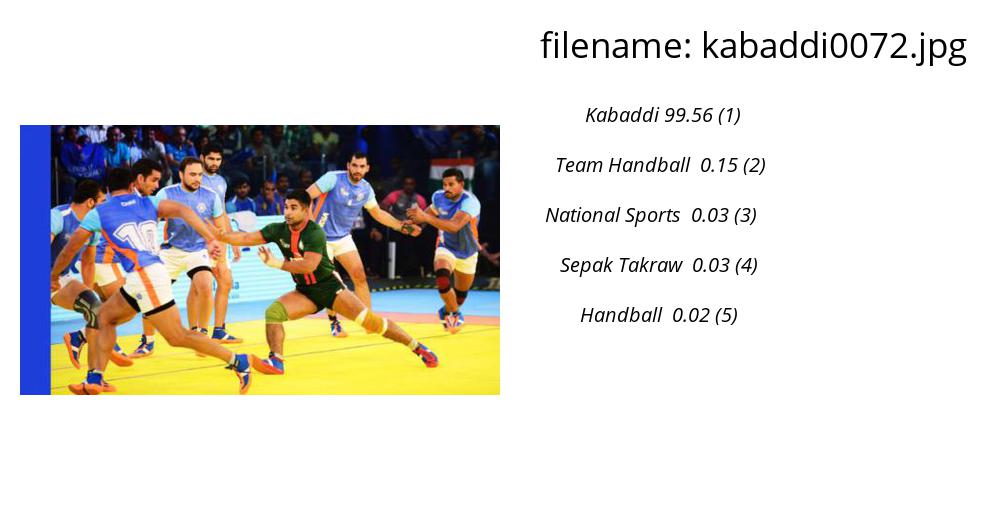 filename: kabaddi0072.jpg
Kabaddi 99.56 (1)
Team Handball 0.15 (2)
National Sports 0.03 (3)
Sepak Takraw 0.03 (4)
Handball 0.02 (5)
10